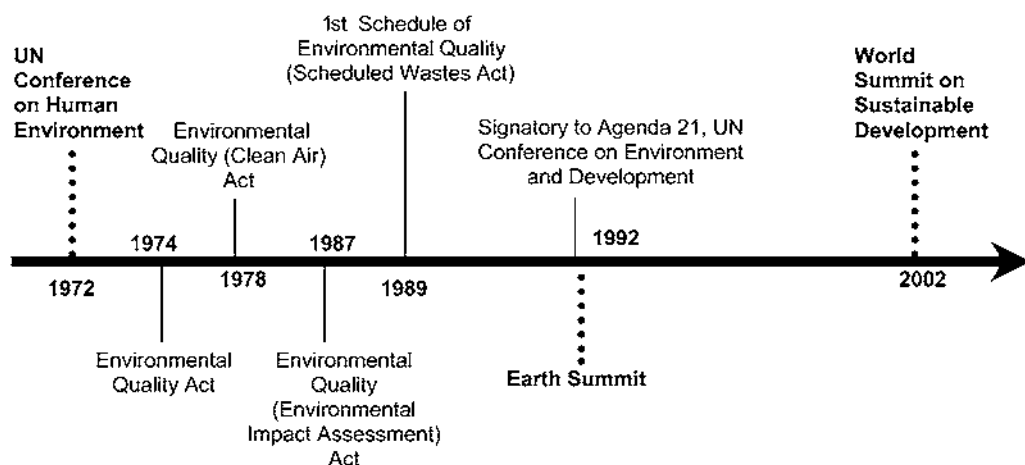 UN
Conference
on Human
Environment
Environmental
Quality (Clean Air)
Act
1st Schedule of
Environmental Quality
(Scheduled Wastes Act)
Signatory to Agenda 21, UN
Conference on Environment
and Development
World
Summit on
Sustainable
Development
1974
1987
1992
1972
1978
1989
2002
Environmental
Quality Act
Environmental
Quality
(Environmental
Impact Assessment)
Act
Earth Summit